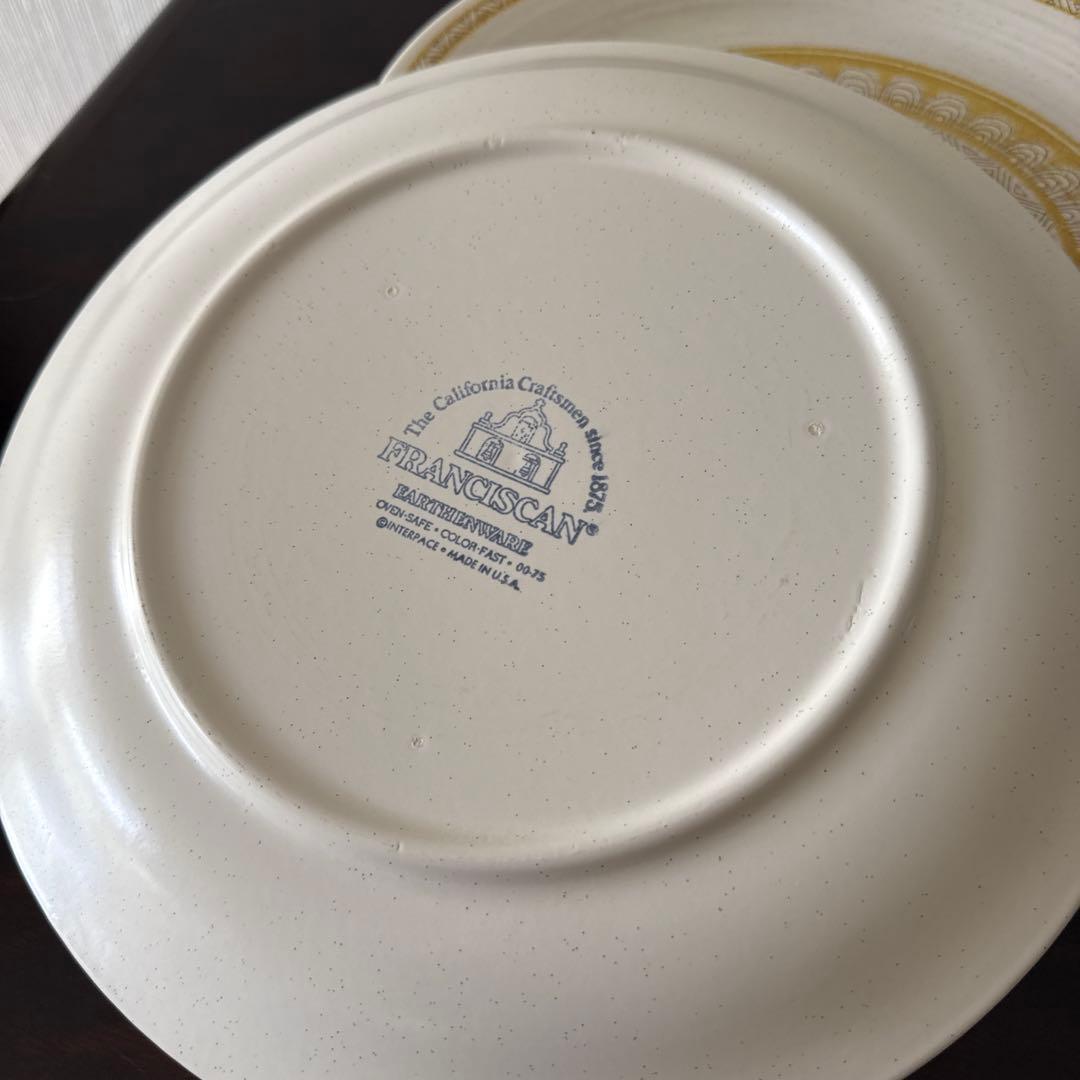 The California Craftsmen since 1875.
FRANCISCAN®
EARTHENWARE
OVEN-SAFE • COLOR-FAST • 00-75
©INTERPACE • MADE IN U.S.A.